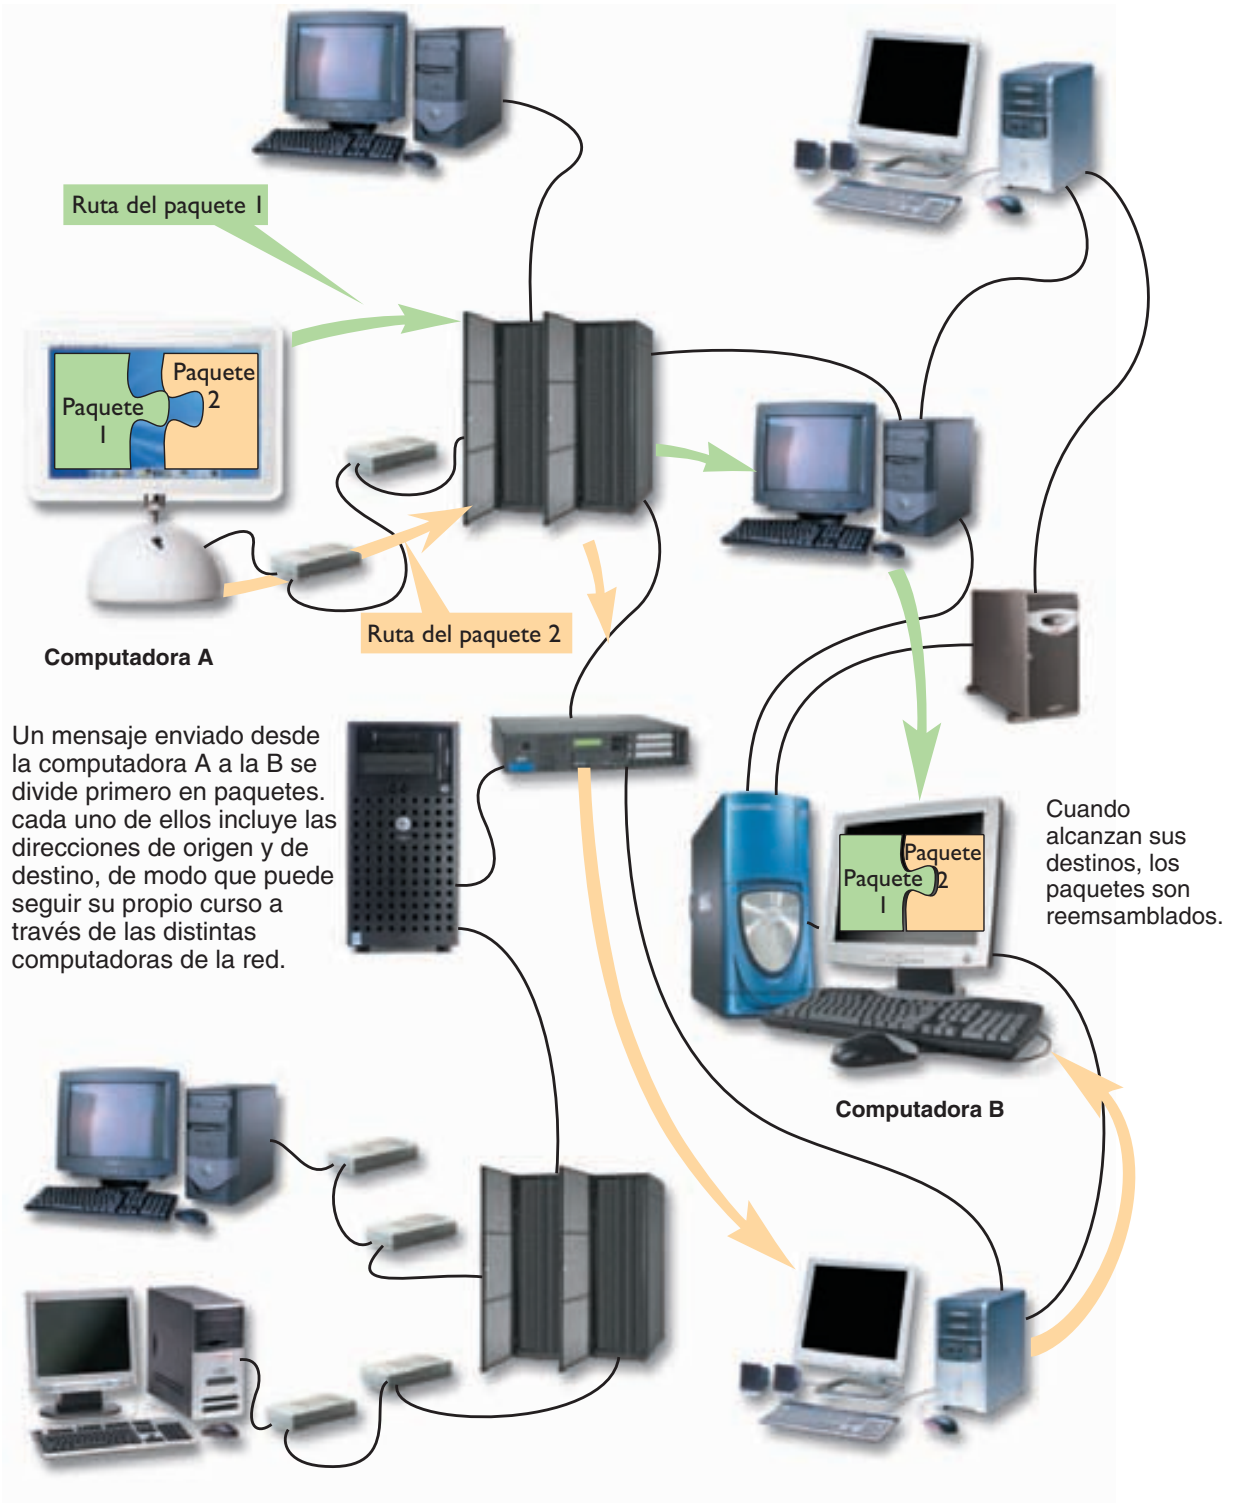 Ruta del paquete 1
Paquete
1
Paquete
2
Ruta del paquete 2
Computadora A
Un mensaje enviado desde
la computadora A a la B se
divide primero en paquetes.
cada uno de ellos incluye las
direcciones de origen y de
destino, de modo que puede
seguir su propio curso a
través de las distintas
computadoras de la red.
Paquete
1
Paquete
2
Cuando
alcanzan sus
destinos, los
paquetes son
reemsamblados.
Computadora B